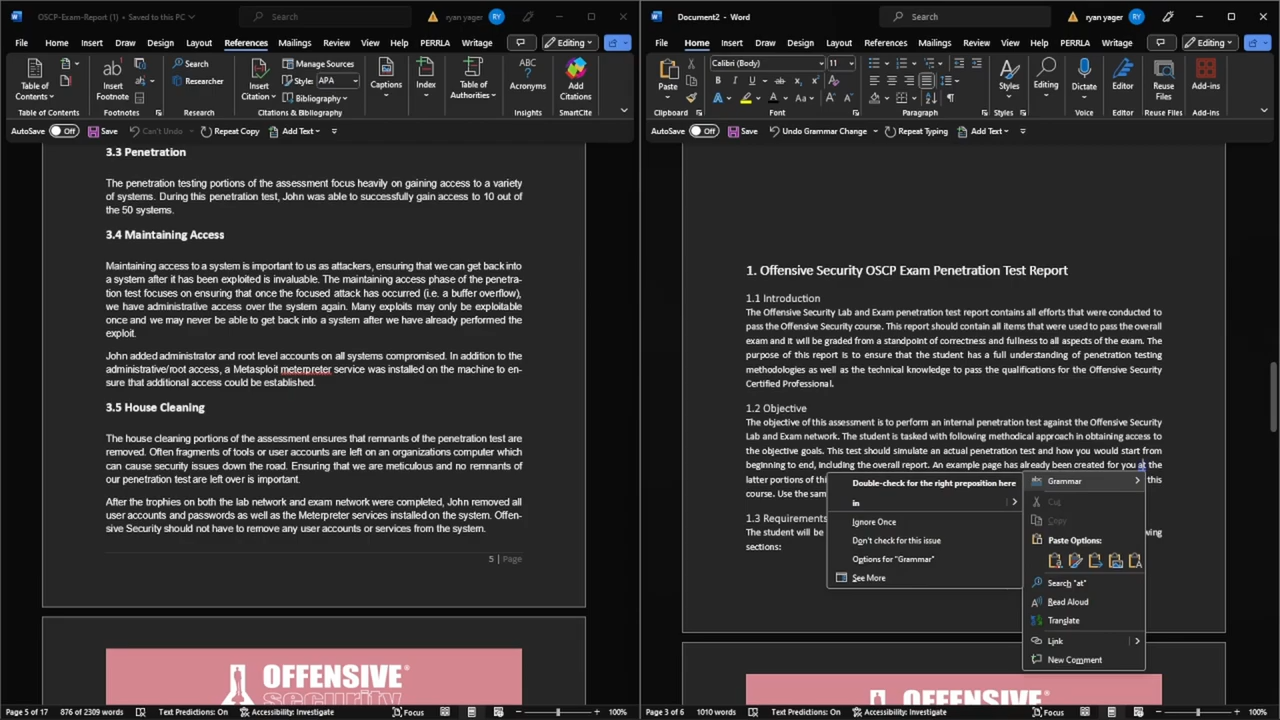 OSCP-Exam-Report (1) • Saved to this PC
Search
ryan yager
RY
File Home Insert Draw Design Layout References Mailings Review View Help PERRLA Writage
Editing
Table of Contents
Insert Footnote
Search
Researcher
Insert Citation
Manage Sources
Style: APA
Bibliography
Captions
Index
Table of Authorities
Acronyms
Add Citations
Table of Contents Footnotes Research Citations & Bibliography Insights SmartCite
AutoSave Off Save Can't Undo Repeat Copy Add Text
3.3 Penetration
The penetration testing portions of the assessment focus heavily on gaining access to a variety
of systems. During this penetration test, John was able to successfully gain access to 10 out of
the 50 systems.
3.4 Maintaining Access
Maintaining access to a system is important to us as attackers, ensuring that we can get back into
a system after it has been exploited is invaluable. The maintaining access phase of the penetra-
tion test focuses on ensuring that once the focused attack has occurred (i.e. a buffer overflow),
we have administrative access over the system again. Many exploits may only be exploitable
once and we may never be able to get back into a system after we have already performed the
exploit.
John added administrator and root level accounts on all systems compromised. In addition to the
administrative/root access, a Metasploit meterpreter service was installed on the machine to en-
sure that additional access could be established.
3.5 House Cleaning
The house cleaning portions of the assessment ensures that remnants of the penetration test are
removed. Often fragments of tools or user accounts are left on an organizations computer which
can cause security issues down the road. Ensuring that we are meticulous and no remnants of
our penetration test are left over is important.
After the trophies on both the lab network and exam network were completed, John removed all
user accounts and passwords as well as the Meterpreter services installed on the system. Offen-
sive Security should not have to remove any user accounts or services from the system.
5 | Page
OFFENSIVE®
security
Page 5 of 17 876 of 2309 words Text Predictions: On Accessibility: Investigate Focus 100%
Document2 - Word
Search
ryan yager
RY
File Home Insert Draw Design Layout References Mailings Review View Help PERRLA Writage
Editing
Paste
Calibri (Body) 11
Styles
Editing
Dictate
Editor
Reuse Files
Add-ins
Clipboard Font Paragraph Styles Voice Editor Reuse Files Add-ins
AutoSave Off Save Undo Grammar Change Repeat Typing Add Text
1. Offensive Security OSCP Exam Penetration Test Report
1.1 Introduction
The Offensive Security Lab and Exam penetration test report contains all efforts that were conducted to
pass the Offensive Security course. This report should contain all items that were used to pass the overall
exam and it will be graded from a standpoint of correctness and fullness to all aspects of the exam. The
purpose of this report is to ensure that the student has a full understanding of penetration testing
methodologies as well as the technical knowledge to pass the qualifications for the Offensive Security
Certified Professional.
1.2 Objective
The objective of this assessment is to perform an internal penetration test against the Offensive Security
Lab and Exam network. The student is tasked with following methodical approach in obtaining access to
the objective goals. This test should simulate an actual penetration test and how you would start from
beginning to end, including the overall report. An example page has already been created for you at the
latter portions of this
course. Use the sam
1.3 Requirements
The student will be wing
sections:
Double-check for the right preposition here
in
Ignore Once
Don't check for this issue
Options for "Grammar"
See More
Grammar
Cut
Copy
Paste Options:
Search "at"
Read Aloud
Translate
Link
New Comment
OFFENSIVE®
Page 3 of 6 1010 words Text Predictions: On Accessibility: Investigate Focus 100%